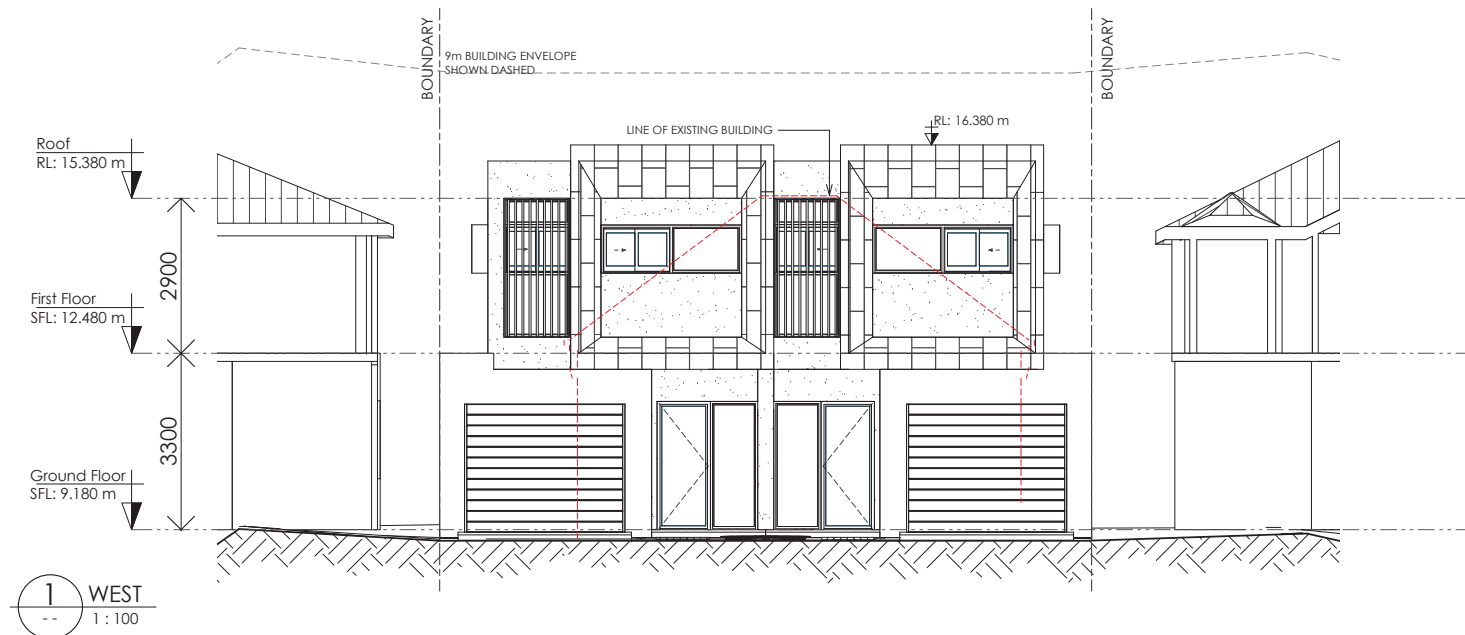 BOUNDARY
9m BUILDING ENVELOPE
SHOWN DASHED
BOUNDARY
RL: 16.380 m
LINE OF EXISTING BUILDING
Roof
RL: 15.380 m
2900
First Floor
SFL: 12.480 m
3300
Ground Floor
SFL: 9.180 m
1
WEST
--
1 : 100